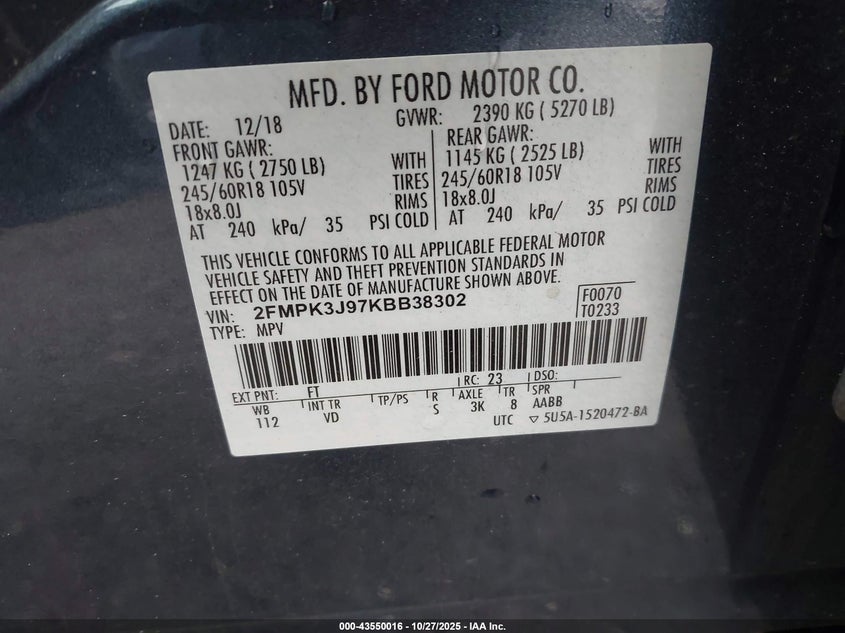 MFD. BY FORD MOTOR CO.
DATE: 12/18
GVWR: 2390 KG ( 5270 LB)
FRONT GAWR:
1247 KG ( 2750 LB) WITH
245/60R18 105V TIRES
18x8.0J RIMS
AT 240 kPa/ 35 PSI COLD
REAR GAWR:
1145 KG ( 2525 LB) WITH
245/60R18 105V TIRES
18x8.0J RIMS
AT 240 kPa/ 35 PSI COLD
THIS VEHICLE CONFORMS TO ALL APPLICABLE FEDERAL MOTOR
VEHICLE SAFETY AND THEFT PREVENTION STANDARDS IN
EFFECT ON THE DATE OF MANUFACTURE SHOWN ABOVE.
VIN: 2FMPK3J97KBB38302
TYPE: MPV
F0070
T0233
EXT PNT: FT RC: 23 DSO:
WB INT TR TP/PS R AXLE TR SPR
112 VD S 3K 8 AABB
UTC ▽ 5U5A-1520472-BA
000-43550016 - 10/27/2025 - IAA Inc.